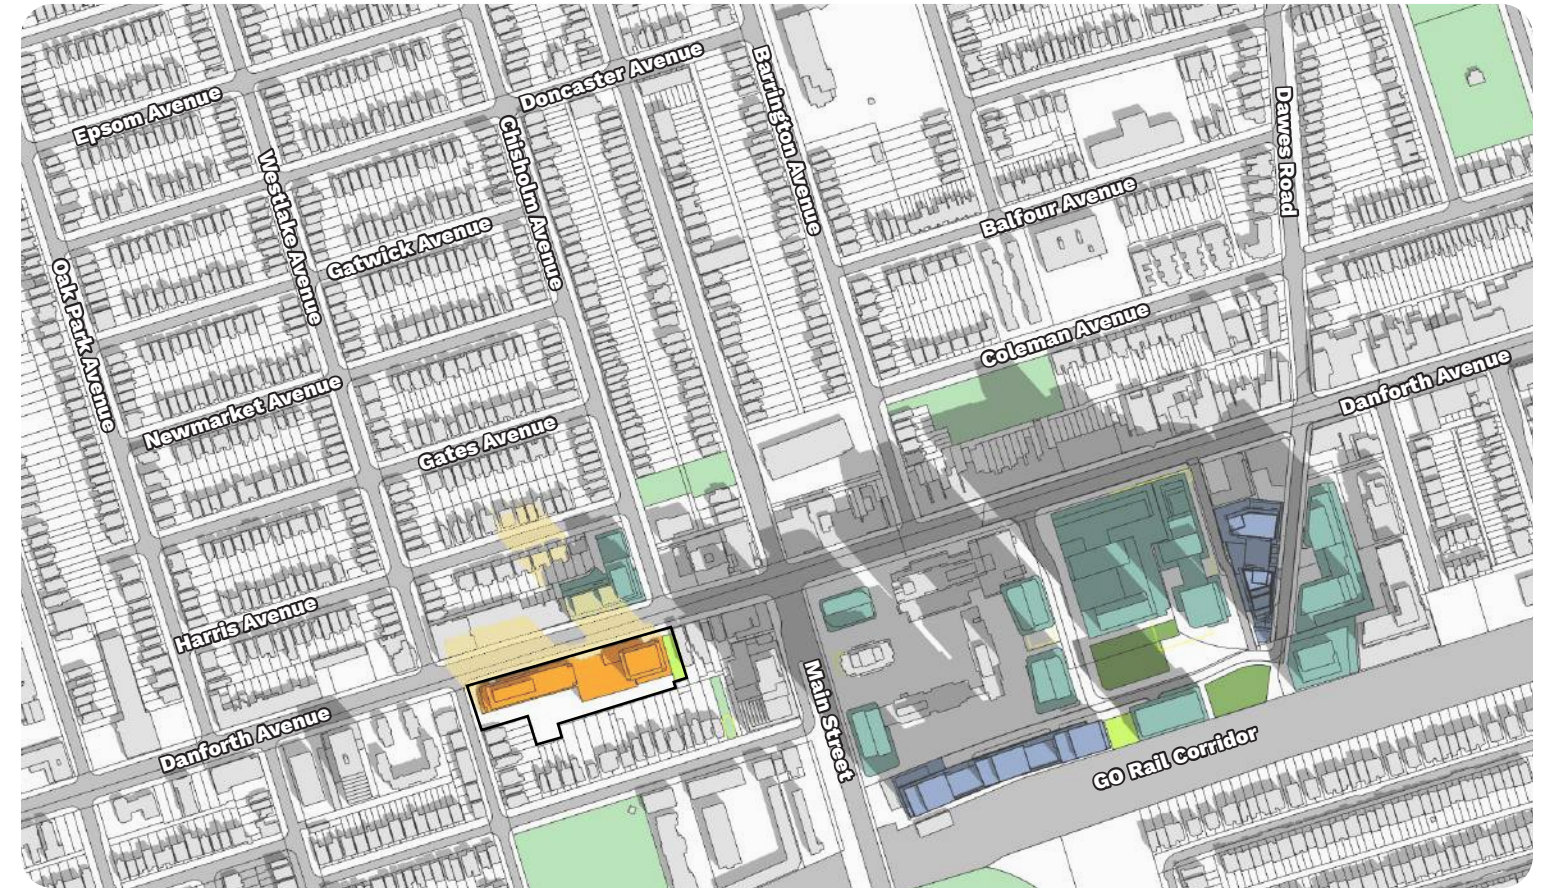 Epsom Avenue
Doncaster Avenue
Barrington Avenue
Dawes Road
Chisholm Avenue
Westlake Avenue
Balfour Avenue
Gatwick Avenue
Oak Park Avenue
Coleman Avenue
Newmarket Avenue
Danforth Avenue
Gates Avenue
Harris Avenue
Danforth Avenue
Main Street
GO Rail Corridor